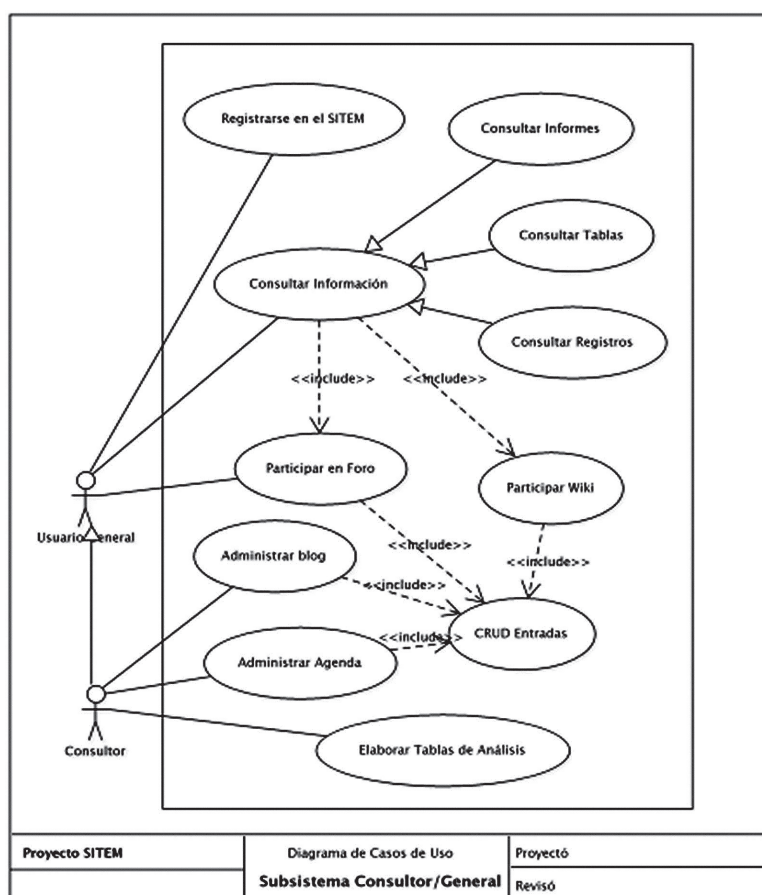 Registrarse en el SITEM
Consultar Informes
Consultar Tablas
Consultar Información
Consultar Registros
<<include>>
<<include>>
Participar en Foro
Participar Wiki
Usuario General
<<include>>
Administrar blog
<<include>>
<<include>>
CRUD Entradas
<<include>>
Administrar Agenda
Consultor
Elaborar Tablas de Análisis
Proyecto SITEM
Diagrama de Casos de Uso
Subsistema Consultor/General
Proyectó
Revisó